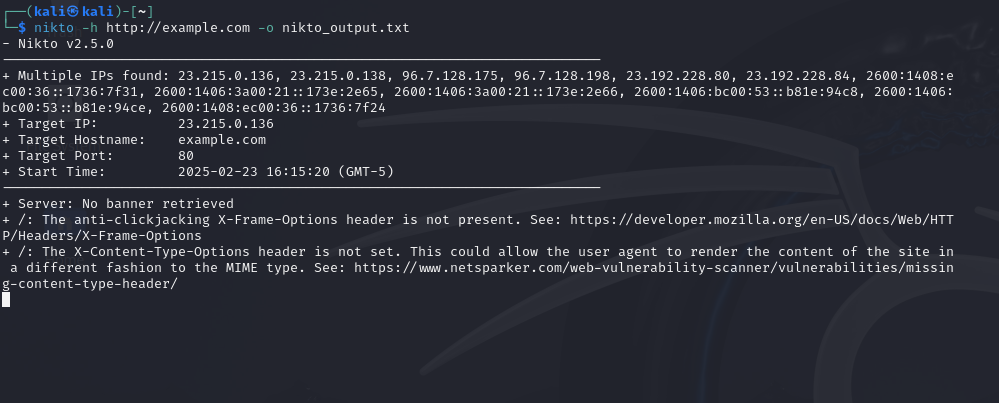 ┌──(kali㉿kali)-[~]
└─$ nikto -h http://example.com -o nikto_output.txt
- Nikto v2.5.0
---------------------------------------------------------------------------
+ Multiple IPs found: 23.215.0.136, 23.215.0.138, 96.7.128.175, 96.7.128.198, 23.192.228.80, 23.192.228.84, 2600:1408:e
c00:36::1736:7f31, 2600:1406:3a00:21::173e:2e65, 2600:1406:3a00:21::173e:2e66, 2600:1406:bc00:53::b81e:94c8, 2600:1406:
bc00:53::b81e:94ce, 2600:1408:ec00:36::1736:7f24
+ Target IP:          23.215.0.136
+ Target Hostname:    example.com
+ Target Port:        80
+ Start Time:         2025-02-23 16:15:20 (GMT-5)
---------------------------------------------------------------------------
+ Server: No banner retrieved
+ /: The anti-clickjacking X-Frame-Options header is not present. See: https://developer.mozilla.org/en-US/docs/Web/HTT
P/Headers/X-Frame-Options
+ /: The X-Content-Type-Options header is not set. This could allow the user agent to render the content of the site in
 a different fashion to the MIME type. See: https://www.netsparker.com/web-vulnerability-scanner/vulnerabilities/missin
g-content-type-header/